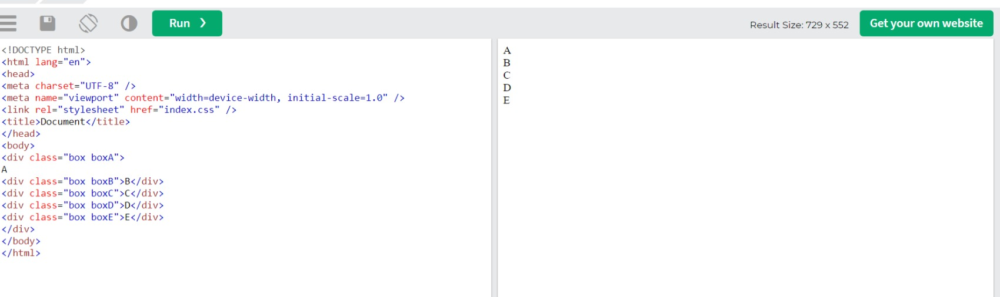 Run ❯
Result Size: 729 x 552
Get your own website
<!DOCTYPE html>
<html lang="en">
<head>
<meta charset="UTF-8" />
<meta name="viewport" content="width=device-width, initial-scale=1.0" />
<link rel="stylesheet" href="index.css" />
<title>Document</title>
</head>
<body>
<div class="box boxA">
A
<div class="box boxB">B</div>
<div class="box boxC">C</div>
<div class="box boxD">D</div>
<div class="box boxE">E</div>
</div>
</body>
</html>
A
B
C
D
E